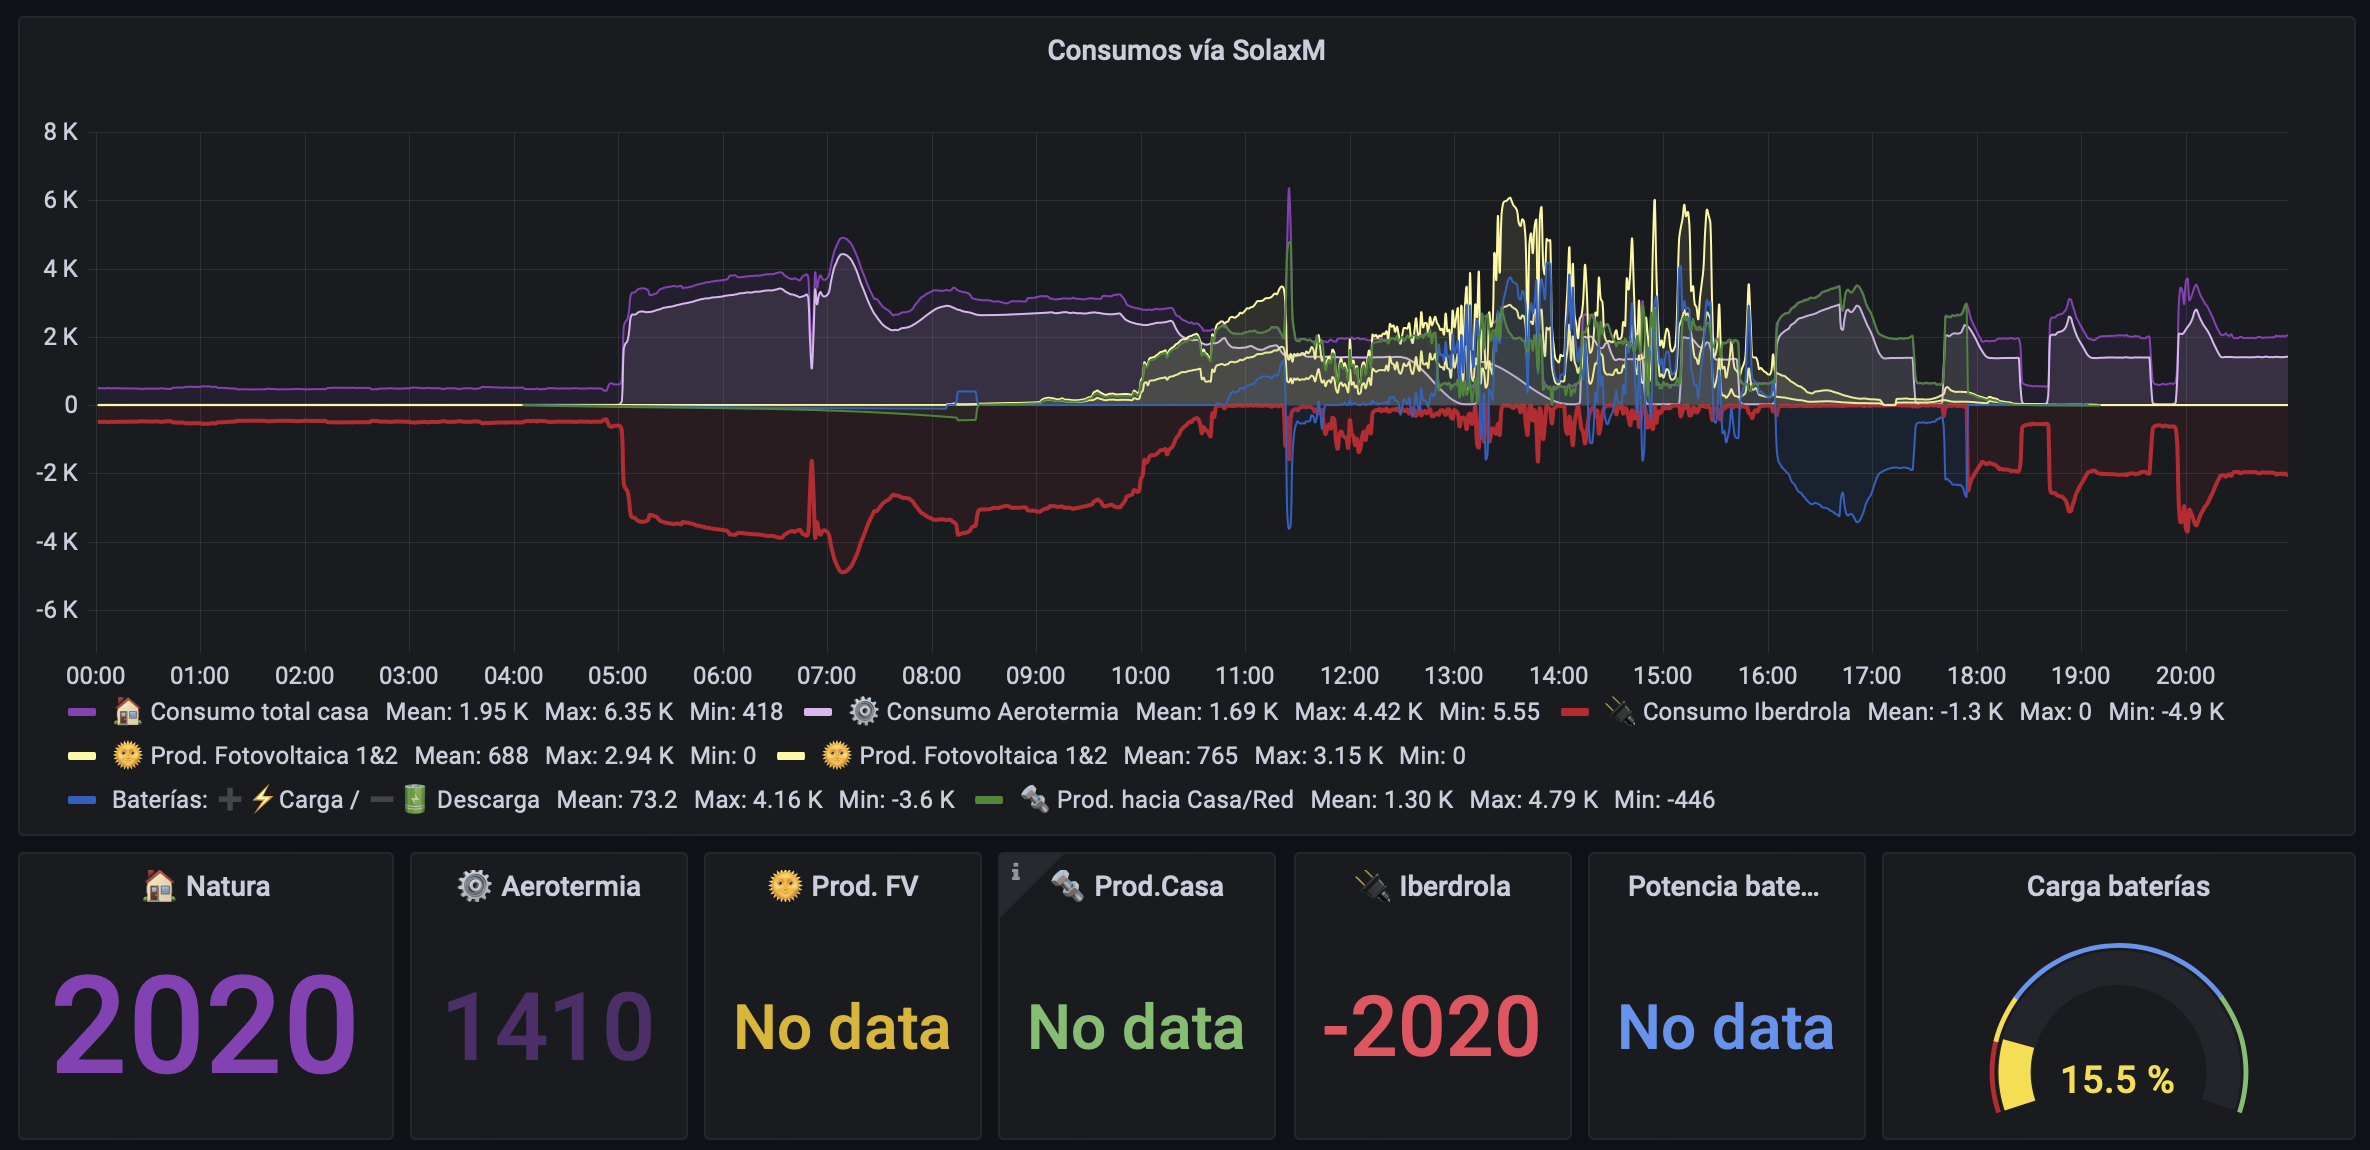 Consumos vía SolaxM
8 K
6 K
4 K
2 K
0
-2 K
-4 K
-6 K
00:00 01:00 02:00 03:00 04:00 05:00 06:00 07:00 08:00 09:00 10:00 11:00 12:00 13:00 14:00 15:00 16:00 17:00 18:00 19:00 20:00
🏠 Consumo total casa Mean: 1.95 K Max: 6.35 K Min: 418 ⚙️ Consumo Aerotermia Mean: 1.69 K Max: 4.42 K Min: 5.55 🔌 Consumo Iberdrola Mean: -1.3 K Max: 0 Min: -4.9 K
🌞 Prod. Fotovoltaica 1&2 Mean: 688 Max: 2.94 K Min: 0 🌞 Prod. Fotovoltaica 1&2 Mean: 765 Max: 3.15 K Min: 0
Baterías: ➕ ⚡Carga / ➖ 🔋 Descarga Mean: 73.2 Max: 4.16 K Min: -3.6 K 🔩 Prod. hacia Casa/Red Mean: 1.30 K Max: 4.79 K Min: -446
🏠 Natura
2020
⚙️ Aerotermia
1410
🌞 Prod. FV
No data
i
🔩 Prod.Casa
No data
🔌 Iberdrola
-2020
Potencia bate...
No data
Carga baterías
15.5 %